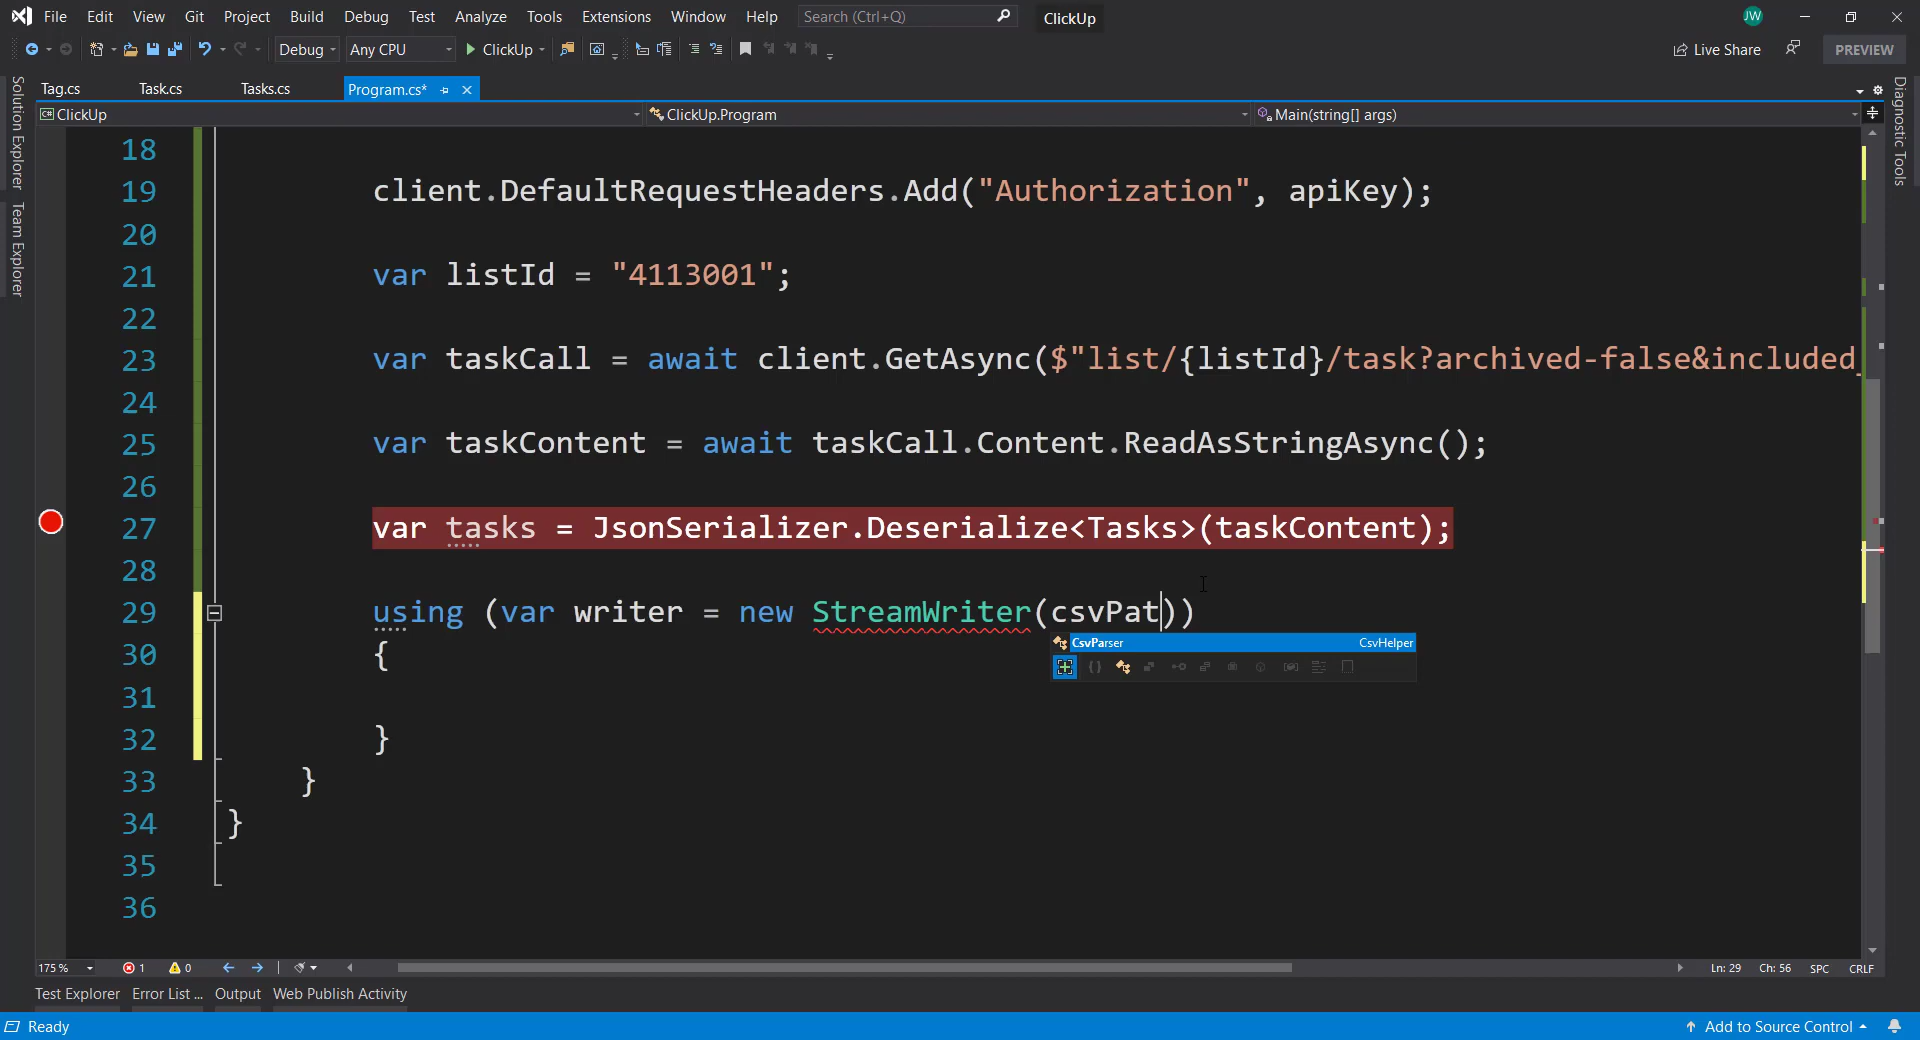 File Edit View Git Project Build Debug Test Analyze Tools Extensions Window Help Search (Ctrl+Q) ClickUp JW
Debug Any CPU ClickUp Live Share PREVIEW
Tag.cs Task.cs Tasks.cs Program.cs*
C# ClickUp ClickUp.Program Main(string[] args)
Solution Explorer
Team Explorer
Diagnostic Tools
18
19 client.DefaultRequestHeaders.Add("Authorization", apiKey);
20
21 var listId = "4113001";
22
23 var taskCall = await client.GetAsync($"list/{listId}/task?archived-false&included_
24
25 var taskContent = await taskCall.Content.ReadAsStringAsync();
26
27 var tasks = JsonSerializer.Deserialize<Tasks>(taskContent);
28
29 using (var writer = new StreamWriter(csvPat))
CsvParser CsvHelper
30 {
31
32 }
33 }
34 }
35
36
175 % 1 0 Ln: 29 Ch: 56 SPC CRLF
Test Explorer Error List ... Output Web Publish Activity
Ready Add to Source Control